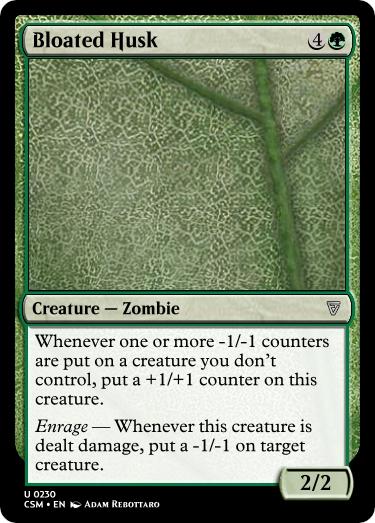 Bloated Husk 4
Creature — Zombie
Whenever one or more -1/-1 counters
are put on a creature you don't
control, put a +1/+1 counter on this
creature.
Enrage — Whenever this creature is
dealt damage, put a -1/-1 on target
creature.
2/2
U 0230
CSM • EN Adam Rebottaro